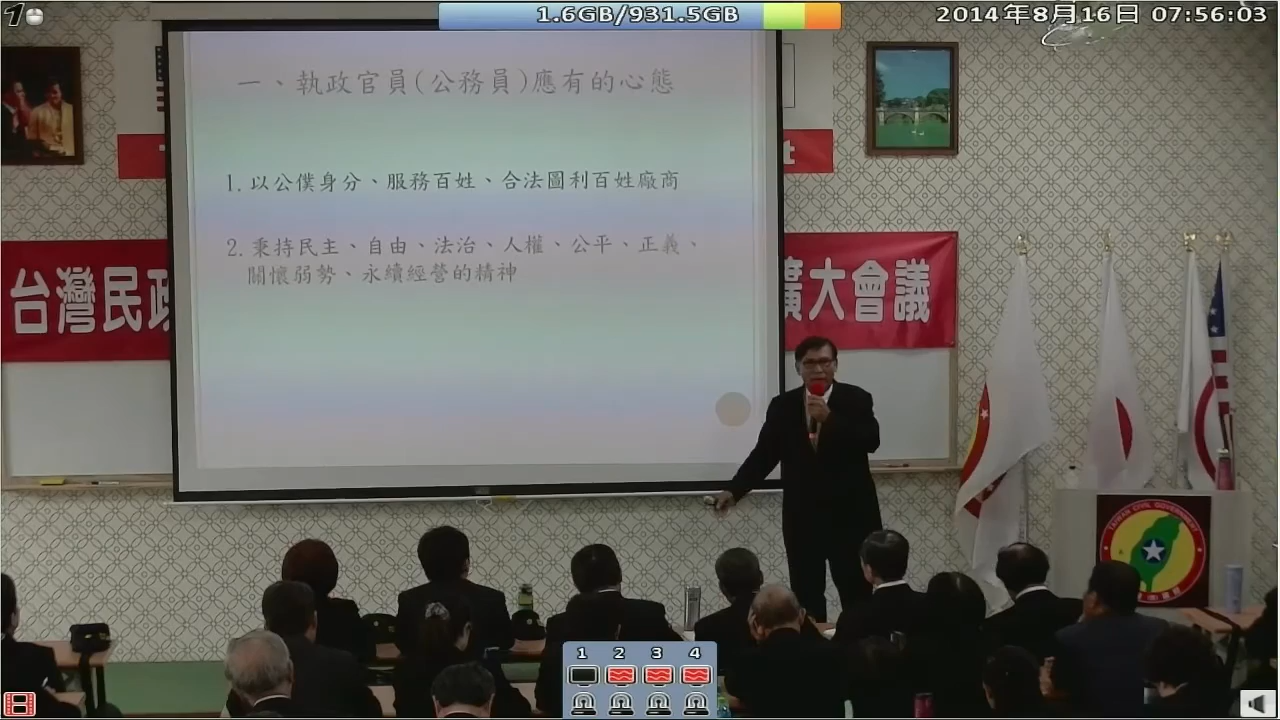 1
1.6GB/931.5GB
2014年8月16日 07:56:03
一、執政官員(公務員)應有的心態
1. 以公僕身分、服務百姓、合法圖利百姓廠商
2. 秉持民主、自由、法治、人權、公平、正義、
關懷弱勢、永續經營的精神
t
台灣民政
擴大會議
TAIWAN CIVIL GOVERNMENT
1 2 3 4